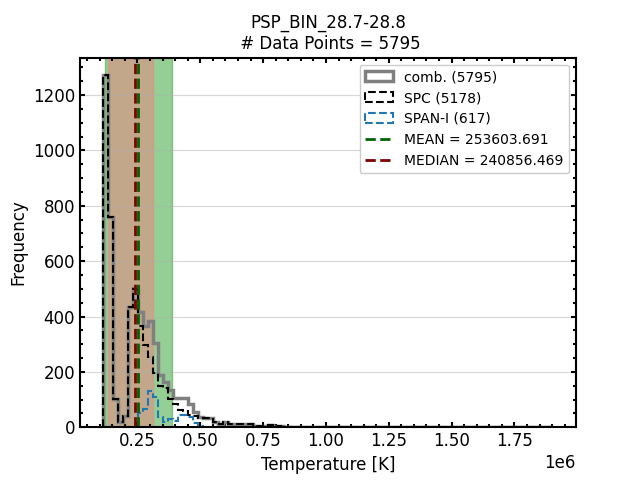 PSP_BIN_28.7-28.8
# Data Points = 5795
comb. (5795)
SPC (5178)
SPAN-I (617)
MEAN = 253603.691
MEDIAN = 240856.469
Frequency
1200
1000
800
600
400
200
0
0.25 0.50 0.75 1.00 1.25 1.50 1.75
1e6
Temperature [K]